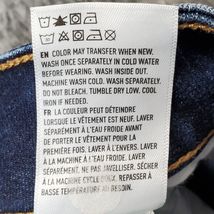 EN COLOR MAY TRANSFER WHEN NEW.
WASH ONCE SEPARATELY IN COLD WATER
BEFORE WEARING. WASH INSIDE OUT.
MACHINE WASH COLD. WASH DARKS SEPARATELY.
DO NOT BLEACH. TUMBLE DRY LOW. COOL
IRON IF NEEDED.
FR LA COULEUR PEUT DÉTEINDRE
LORSQUE LE VÊTEMENT EST NEUF. LAVER
SÉPARÉMENT À L'EAU FROIDE AVANT DE
PORTER LE VÊTEMENT POUR LA PREMIÈRE
FOIS. LAVER À L'ENVERS. LAVER À LA
MACHINE À L'EAU FROIDE. LAVER
SÉPARÉMENT. NE PAS JAVELLISER. SÉCHER
À LA MACHINE CYCLE DOUX. REPASSER À
BASSE TEMPÉRATURE AU BESOIN.